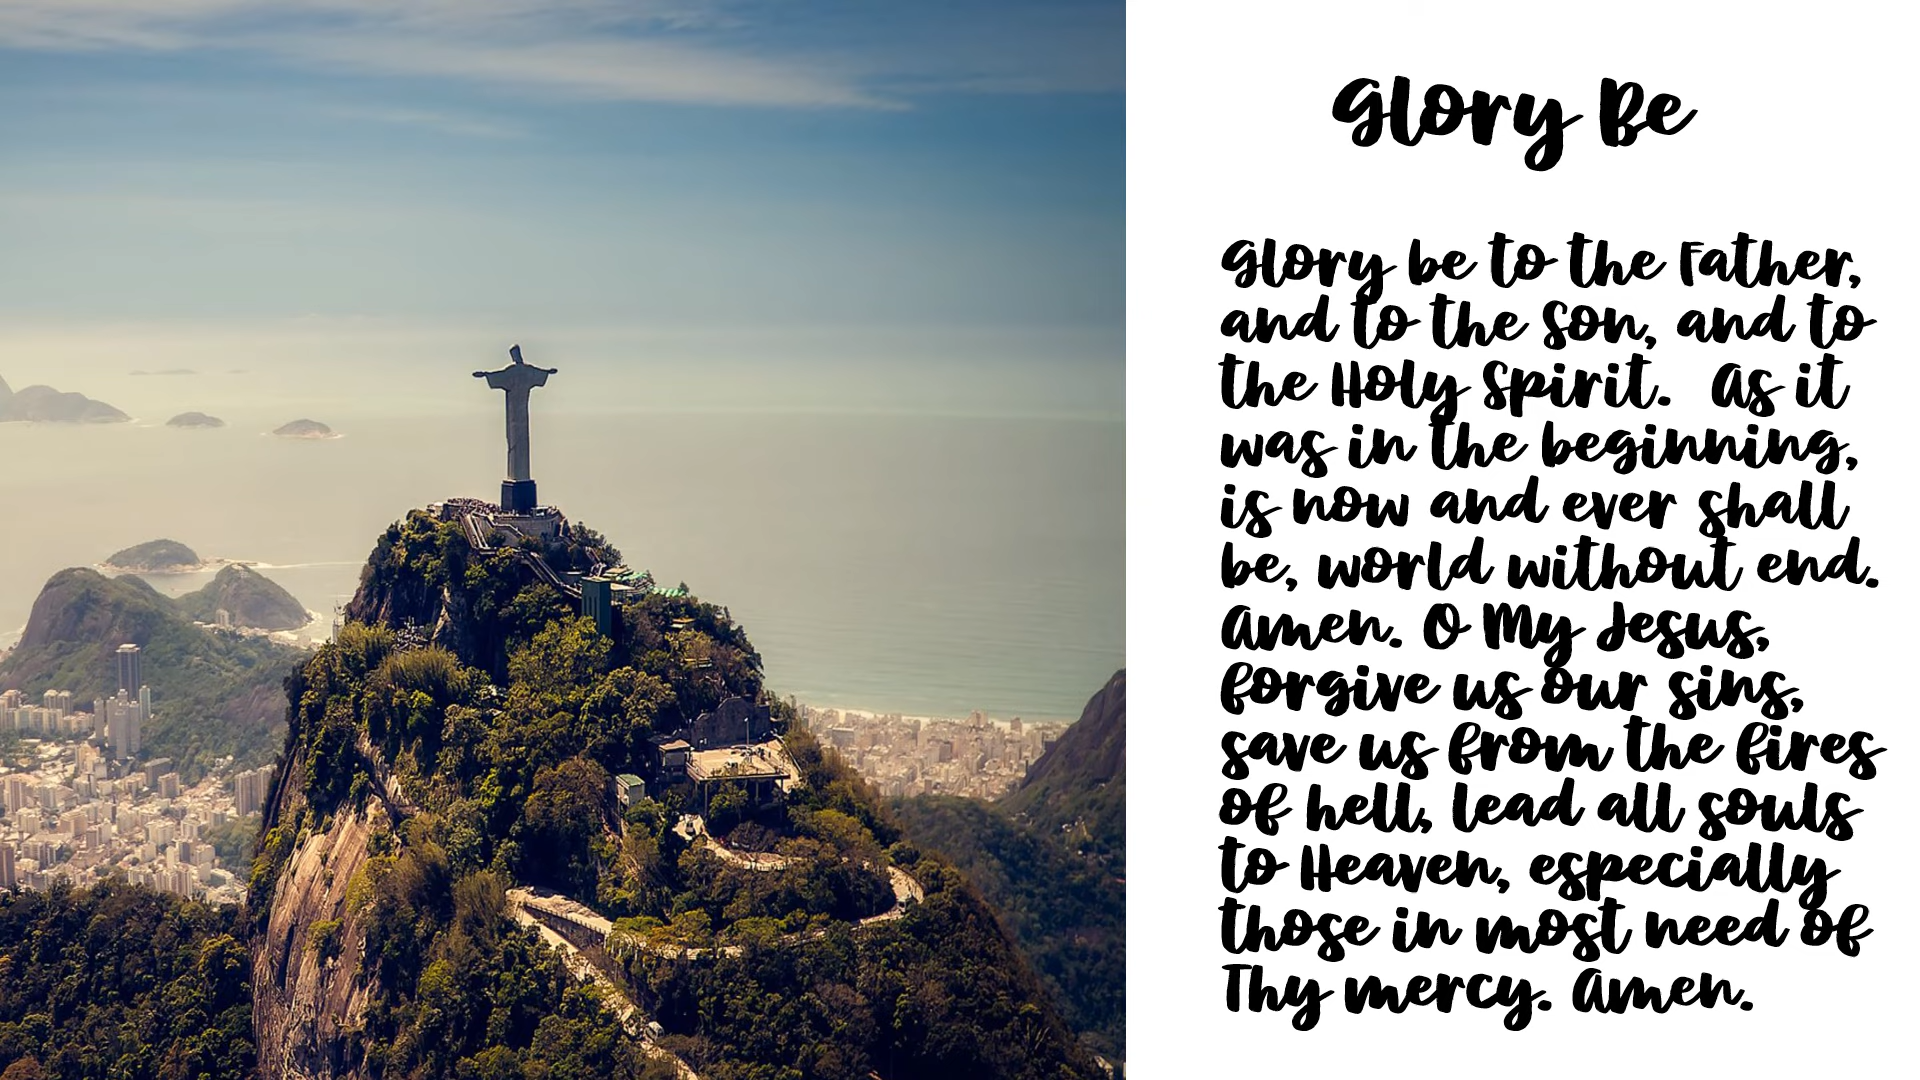 Glory Be
Glory be to the Father,
and to the Son, and to
the Holy Spirit.  As it
was in the beginning,
is now and ever shall
be, world without end.
Amen. O My Jesus,
forgive us our sins,
save us from the fires
of hell, lead all souls
to Heaven, especially
those in most need of
Thy mercy. Amen.